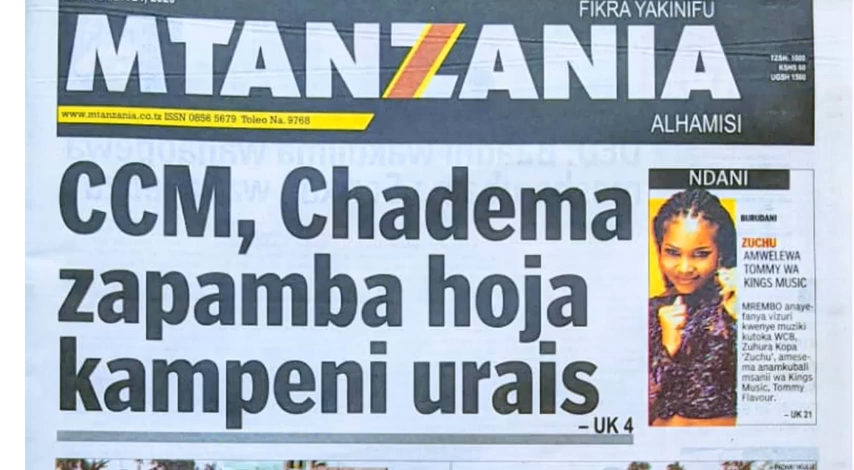 FIKRA YAKINIFU
MTANZANIA
TZSH. 1000
KSHS 60
UGSH 1500
www.mtanzania.co.tz ISSN 0856 5679 Toleo Na. 9768
ALHAMISI
CCM, Chadema
zapamba hoja
kampeni urais
– UK 4
NDANI
BURUDANI
ZUCHU
AMWELEWA
TOMMY WA
KINGS MUSIC
MREMBO anaye-
fanya vizuri
kwenye muziki
kutoka WCB,
Zuhura Kopa
‘Zuchu’, amese-
ma anamkubali
msanii wa Kings
Music, Tommy
Flavour.
– UK 21